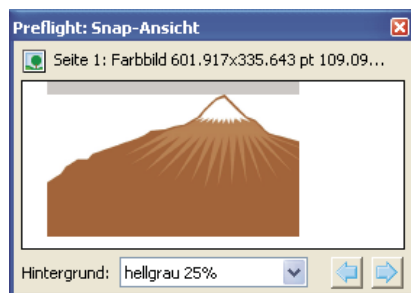 Preflight: Snap-Ansicht
Seite 1: Farbbild 601.917x335.643 pt 109.09...
Hintergrund: hellgrau 25%